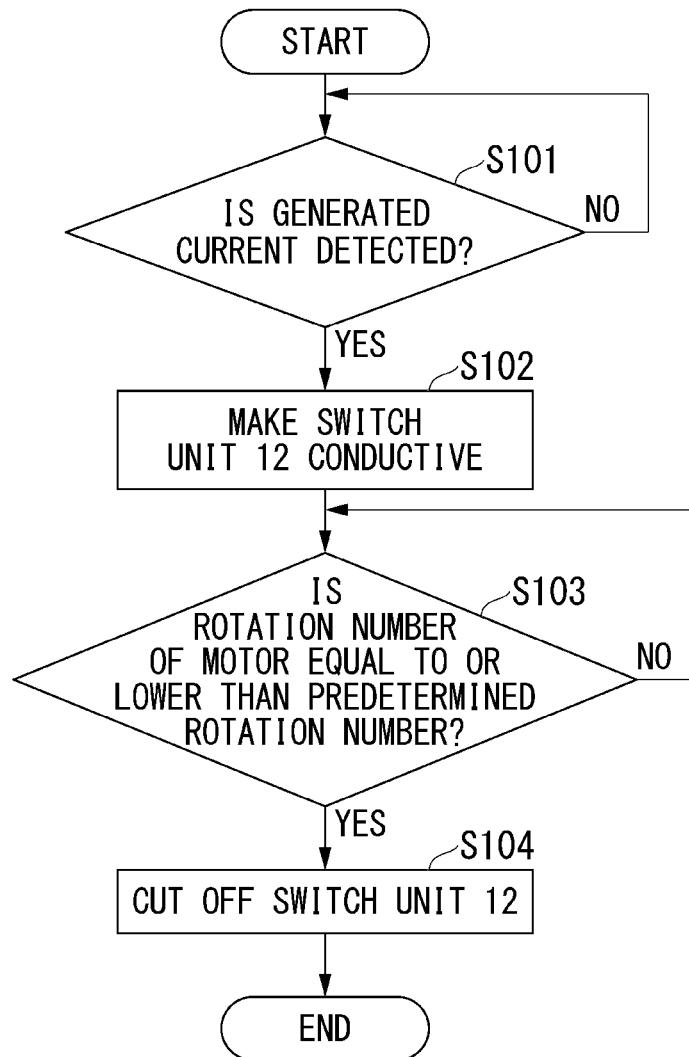 START
S101
IS GENERATED
CURRENT DETECTED?
NO
YES
S102
MAKE SWITCH
UNIT 12 CONDUCTIVE
S103
IS
ROTATION NUMBER
OF MOTOR EQUAL TO OR
LOWER THAN PREDETERMINED
ROTATION NUMBER?
NO
YES
S104
CUT OFF SWITCH UNIT 12
END